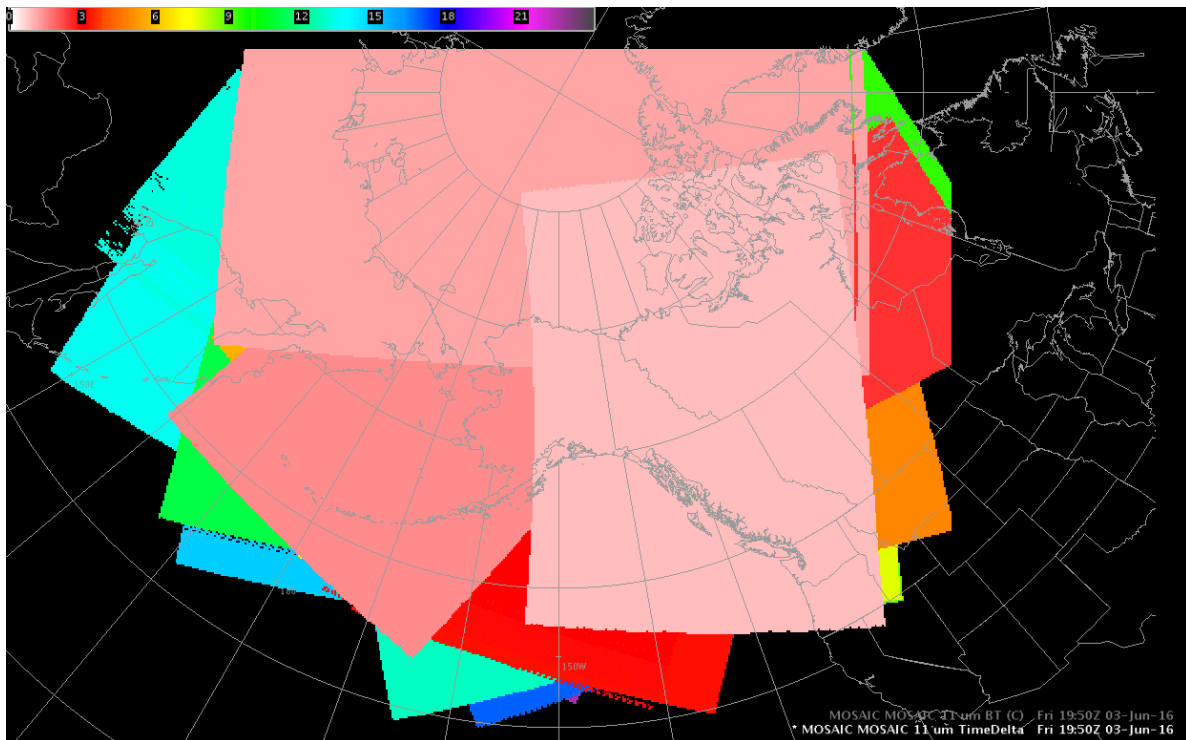 0 3 6 9 12 15 18 21
150E
180
150W
MOSAIC MOSAIC 11 um BT (C) Fri 19:50Z 03-Jun-16
* MOSAIC MOSAIC 11 um TimeDelta Fri 19:50Z 03-Jun-16